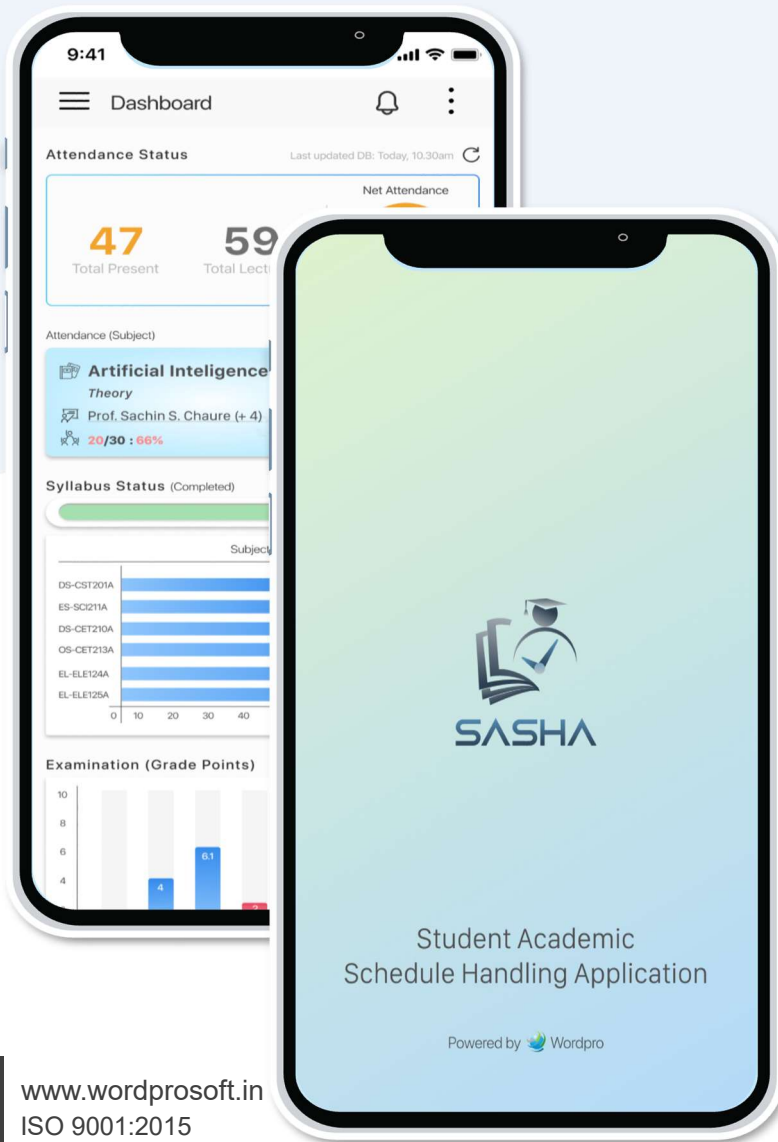 9:41
Dashboard
Attendance Status
Last updated DB: Today, 10.30am
Net Attendance
47
59
Total Present
Total Lect
Attendance (Subject)
Artificial Inteligence
Theory
Prof. Sachin S. Chaure (+ 4)
20/30 : 66%
Syllabus Status (Completed)
Subject
DS-CST201A
ES-SCI211A
DS-CET210A
OS-CET213A
EL-ELE124A
EL-ELE125A
0 10 20 30 40
Examination (Grade Points)
10
8
6
4
6.1
4
2
SASHA
Student Academic
Schedule Handling Application
Powered by Wordpro
www.wordprosoft.in
ISO 9001:2015